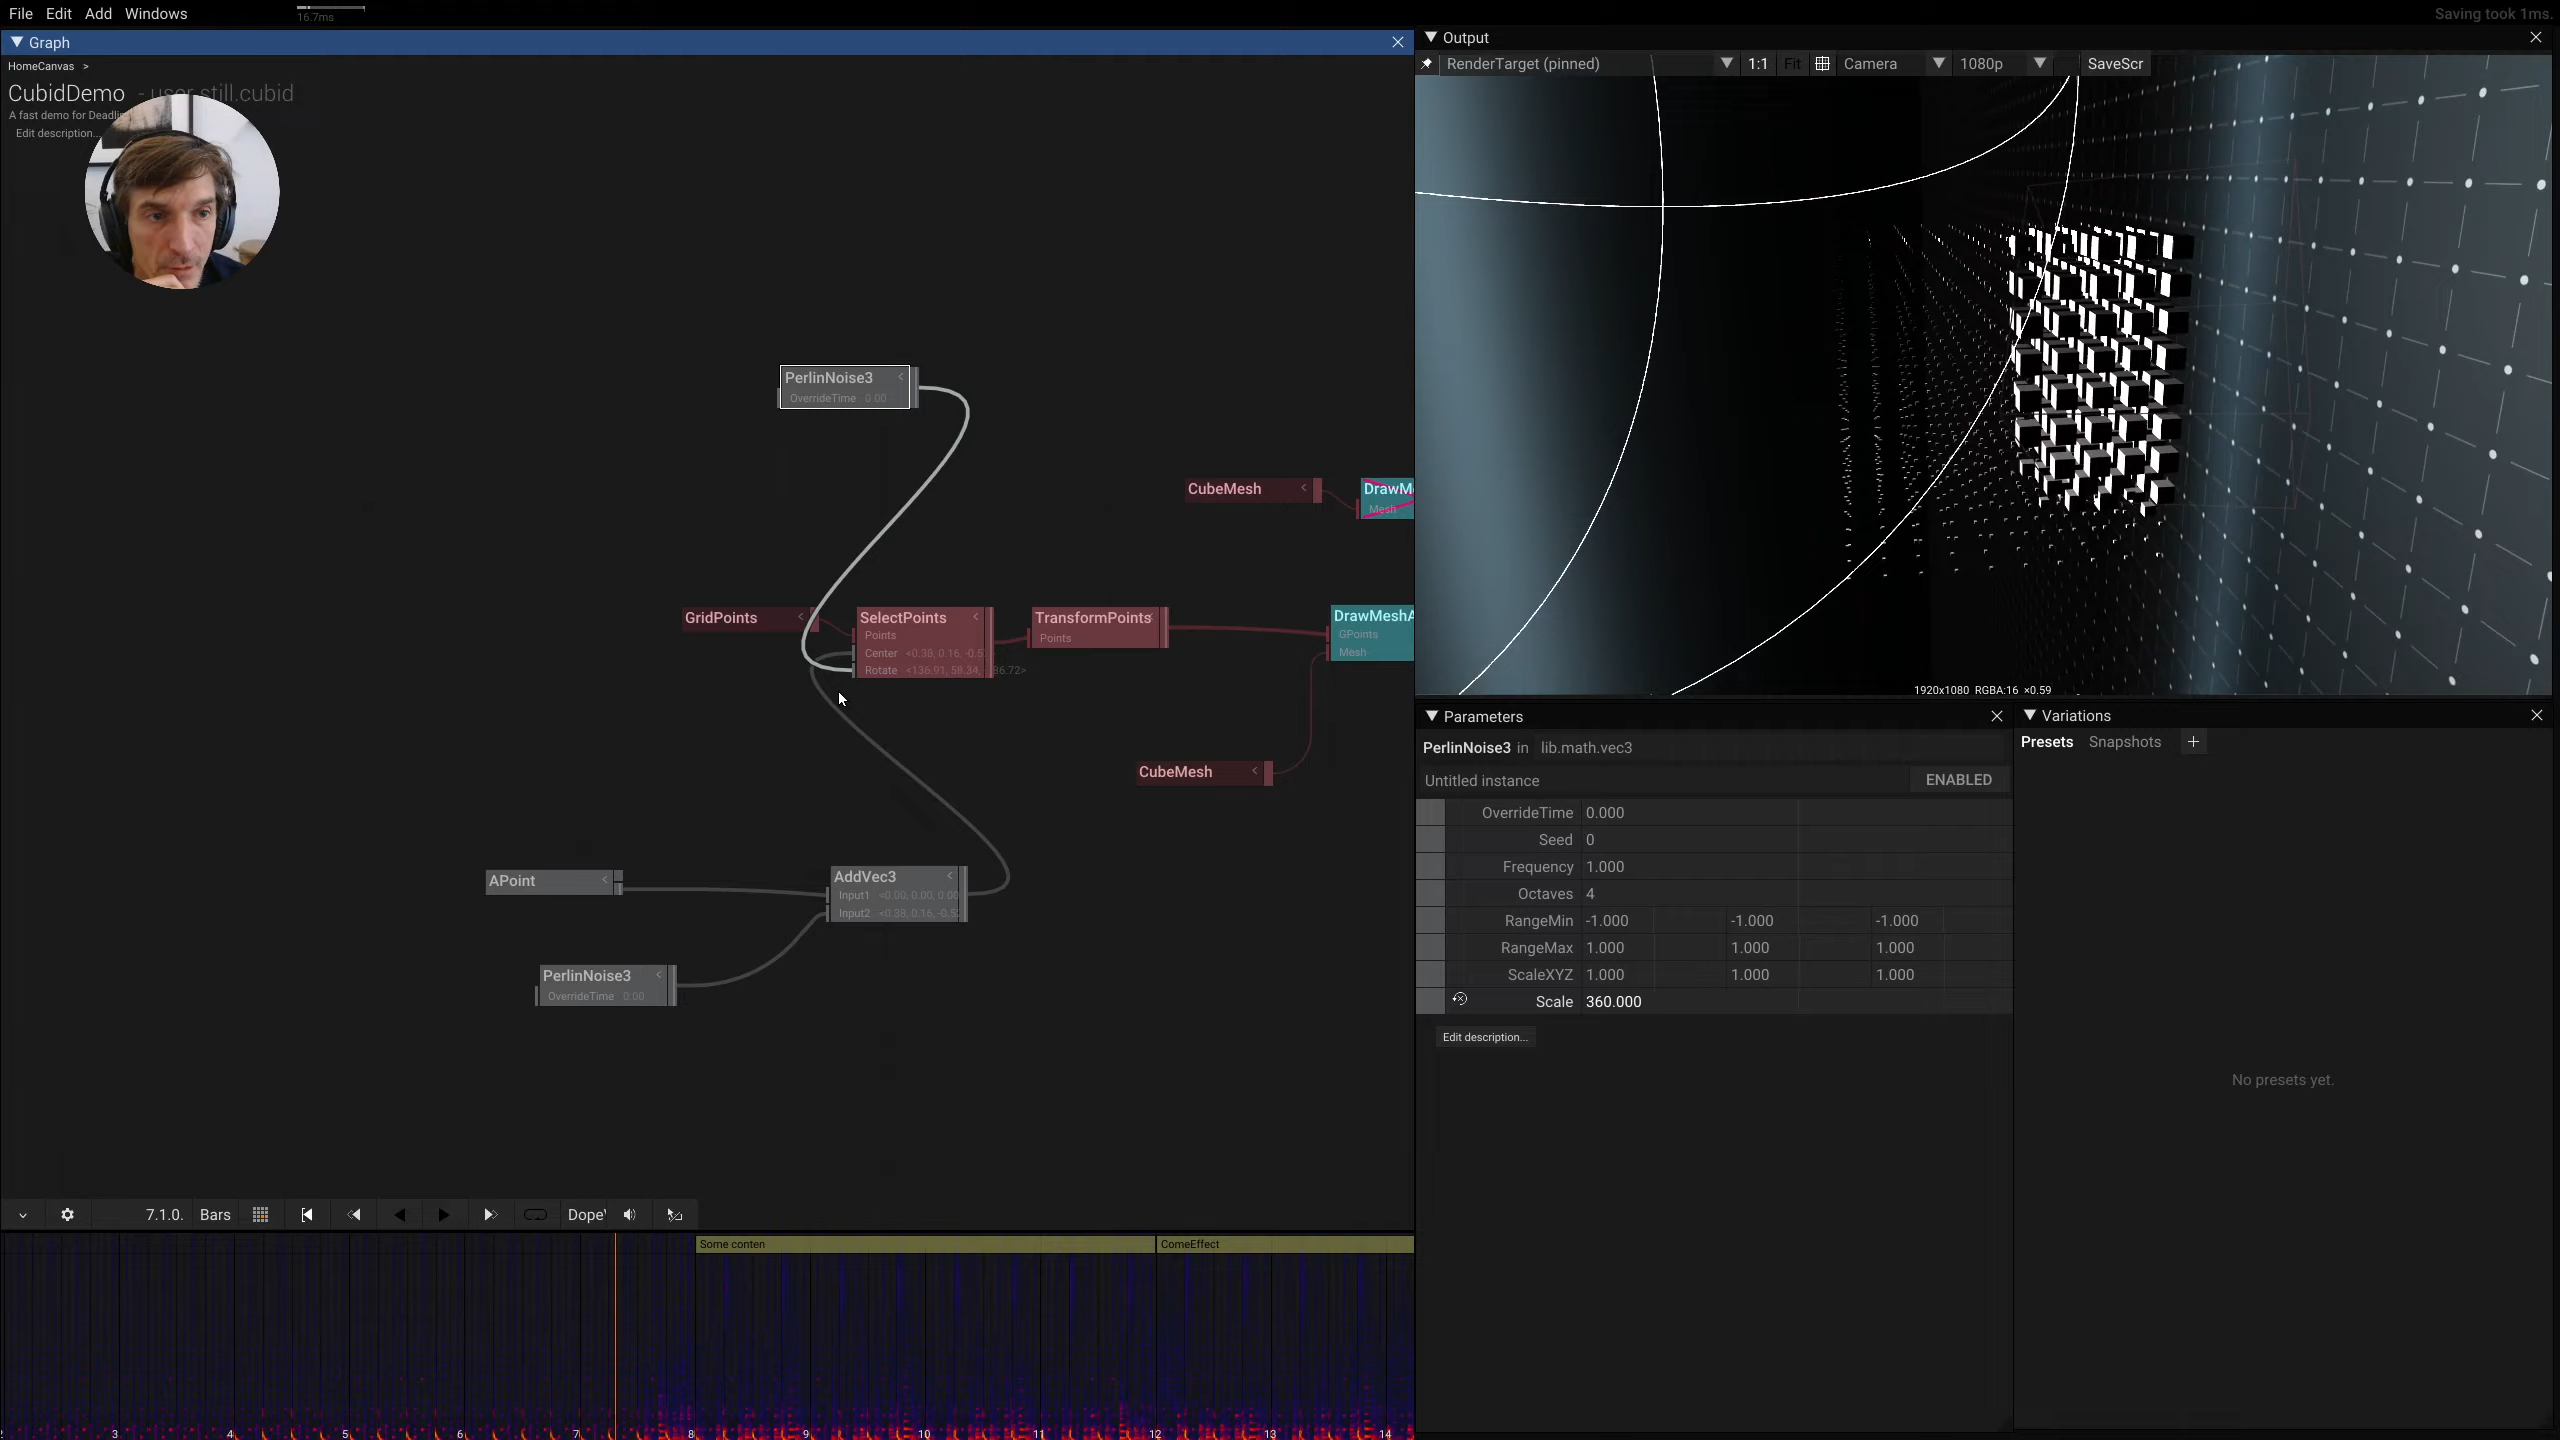 File Edit Add Windows
16.7ms
Saving took 1ms.
Graph
HomeCanvas >
CubidDemo - user.still.cubid
A fast demo for
Edit description...
PerlinNoise3
OverrideTime 0.00
CubeMesh
Mesh
GridPoints
SelectPoints
Points
Center <0.38, 0.16, -0.5
Rotate <136.91, 58.34, 86.72>
TransformPoints
Points
GPoints
Mesh
CubeMesh
APoint
AddVec3
Input1 <0.00, 0.00, 0.00
Input2 <0.38, 0.16, -0.5
PerlinNoise3
OverrideTime 0.00
7.1.0. Bars
Some conten
ComeEffect
3 4 5 6 7 8 9 10 11 12 13 14
Output
RenderTarget (pinned) 1:1 Fit Camera 1080p SaveScr
1920x1080 RGBA:16 ×0.59
Parameters
PerlinNoise3 in lib.math.vec3
Untitled instance ENABLED
OverrideTime 0.000
Seed 0
Frequency 1.000
Octaves 4
RangeMin -1.000 -1.000 -1.000
RangeMax 1.000 1.000 1.000
ScaleXYZ 1.000 1.000 1.000
Scale 360.000
Edit description...
Variations
Presets Snapshots +
No presets yet.